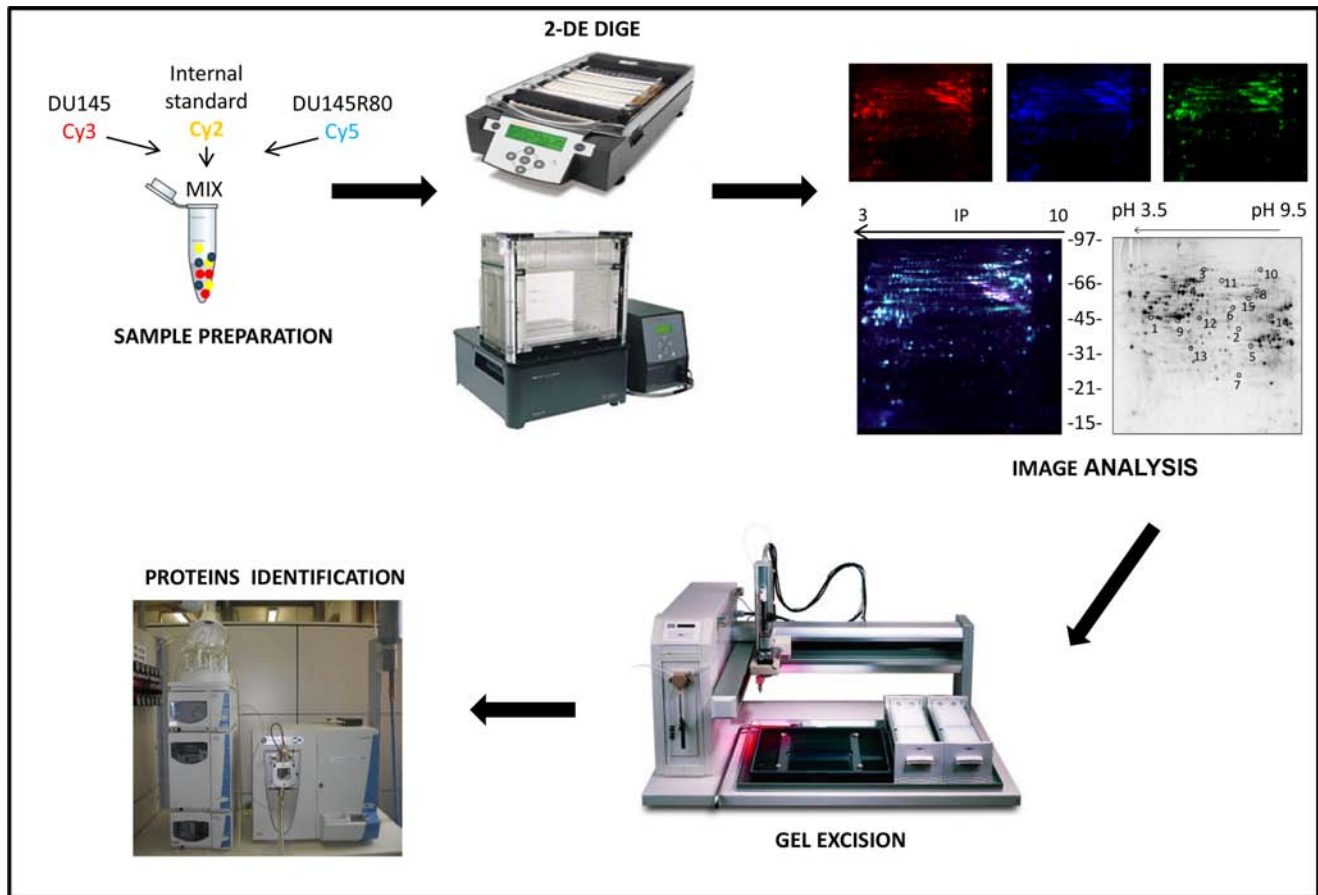 2-DE DIGE
Internal
standard
DU145
DU145R80
Cy3
Cy2
Cy5
MIX
SAMPLE PREPARATION
3
IP
10
pH 3.5
pH 9.5
-97-
-66-
-45-
-31-
-21-
-15-
3
10
11
4
8
15
6
1
12
14
9
2
13
5
7
IMAGE ANALYSIS
PROTEINS IDENTIFICATION
GEL EXCISION